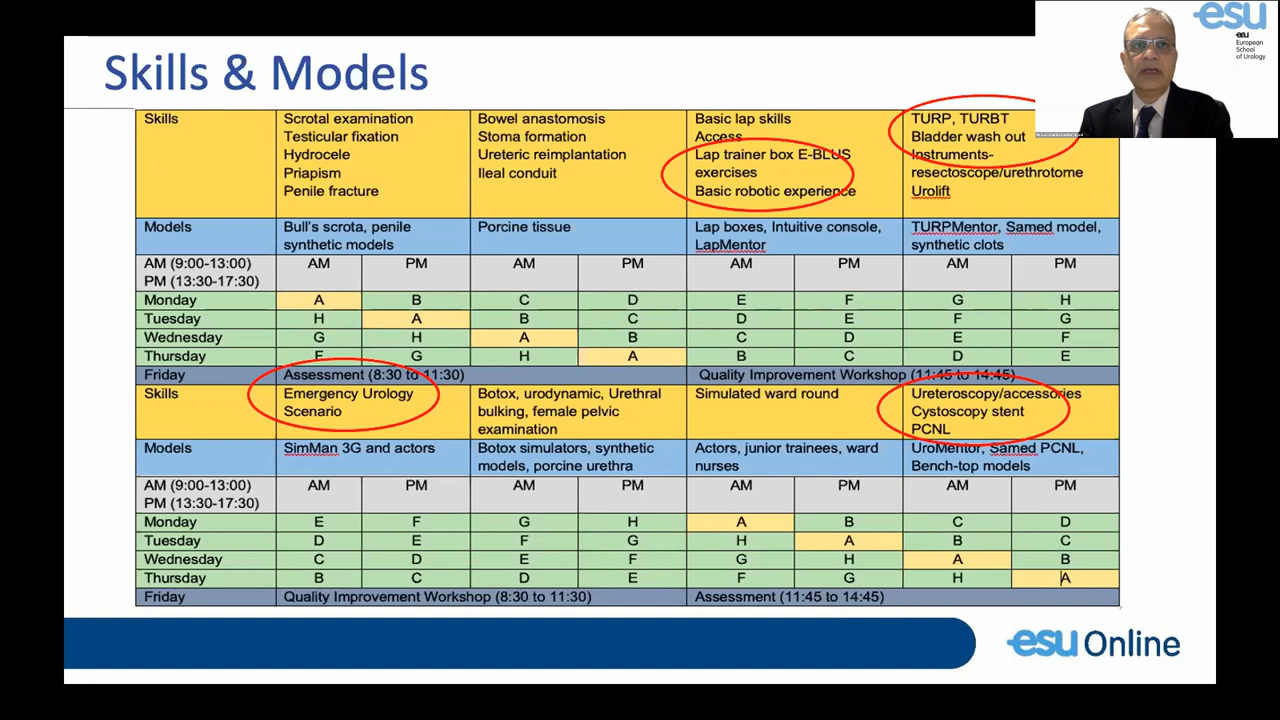 esu
eau
European
School
of Urology
Skills & Models
Skills
Scrotal examination
Testicular fixation
Hydrocele
Priapism
Penile fracture
Bowel anastomosis
Stoma formation
Ureteric reimplantation
Ileal conduit
Basic lap skills
Access
Lap trainer box E-BLUS
exercises
Basic robotic experience
TURP, TURBT
Bladder wash out
Instruments-
resectoscope/urethrotome
Urolift
Models
Bull's scrota, penile
synthetic models
Porcine tissue
Lap boxes, Intuitive console,
LapMentor
TURPMentor, Samed model,
synthetic clots
AM (9:00-13:00)
PM (13:30-17:30)
AM PM AM PM AM PM AM PM
Monday A B C D E F G H
Tuesday H A B C D E F G
Wednesday G H A B C D E F
Thursday F G H A B C D E
Friday Assessment (8:30 to 11:30) Quality Improvement Workshop (11:45 to 14:45)
Skills
Emergency Urology
Scenario
Botox, urodynamic, Urethral
bulking, female pelvic
examination
Simulated ward round
Ureteroscopy/accessories
Cystoscopy stent
PCNL
Models
SimMan 3G and actors
Botox simulators, synthetic
models, porcine urethra
Actors, junior trainees, ward
nurses
UroMentor, Samed PCNL,
Bench-top models
AM (9:00-13:00)
PM (13:30-17:30)
AM PM AM PM AM PM AM PM
Monday E F G H A B C D
Tuesday D E F G H A B C
Wednesday C D E F G H A B
Thursday B C D E F G H A
Friday Quality Improvement Workshop (8:30 to 11:30) Assessment (11:45 to 14:45)
esu Online